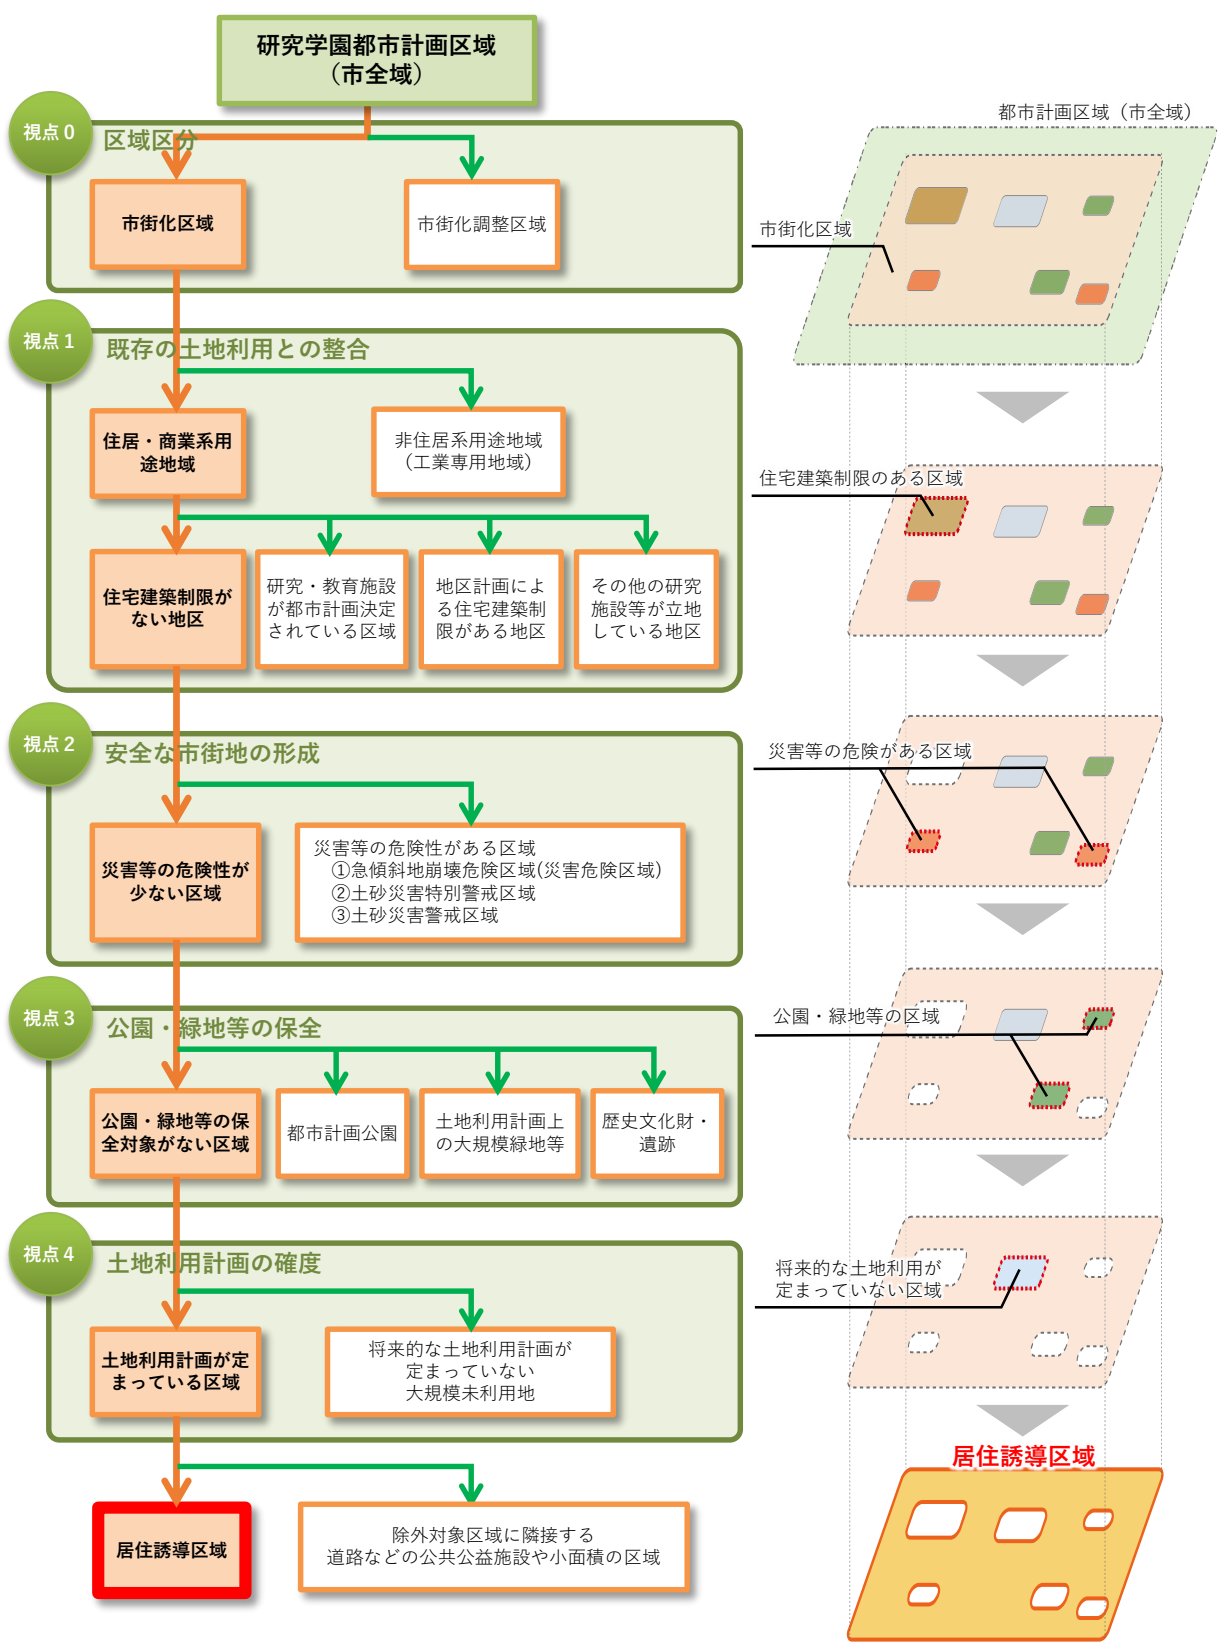 研究学園都市計画区域
（市全域）
視点０
区域区分
市街化区域
市街化調整区域
視点１
既存の土地利用との整合
住居・商業系用
途地域
非住居系用途地域
（工業専用地域）
住宅建築制限が
ない地区
研究・教育施設
が都市計画決定
されている区域
地区計画によ
る住宅建築制
限がある地区
その他の研究
施設等が立地
している地区
視点２
安全な市街地の形成
災害等の危険性が
少ない区域
災害等の危険性がある区域
①急傾斜地崩壊危険区域(災害危険区域)
②土砂災害特別警戒区域
③土砂災害警戒区域
視点３
公園・緑地等の保全
公園・緑地等の保
全対象がない区域
都市計画公園
土地利用計画上
の大規模緑地等
歴史文化財・
遺跡
視点４
土地利用計画の確度
土地利用計画が定
まっている区域
将来的な土地利用計画が
定まっていない
大規模未利用地
居住誘導区域
除外対象区域に隣接する
道路などの公共公益施設や小面積の区域
都市計画区域（市全域）
市街化区域
住宅建築制限のある区域
災害等の危険がある区域
公園・緑地等の区域
将来的な土地利用が
定まっていない区域
居住誘導区域